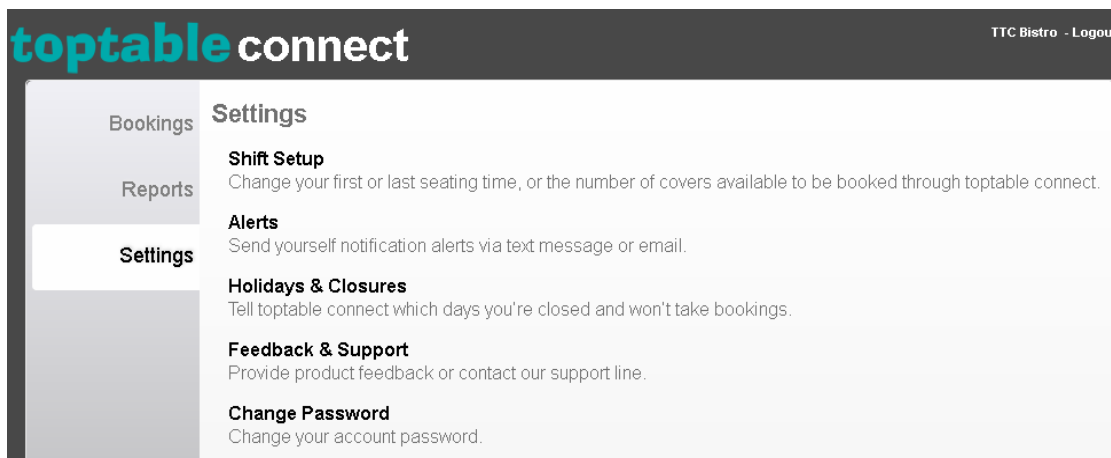 toptable connect
TTC Bistro - Logou
Bookings
Reports
Settings
Settings
Shift Setup
Change your first or last seating time, or the number of covers available to be booked through toptable connect.
Alerts
Send yourself notification alerts via text message or email.
Holidays & Closures
Tell toptable connect which days you're closed and won't take bookings.
Feedback & Support
Provide product feedback or contact our support line.
Change Password
Change your account password.